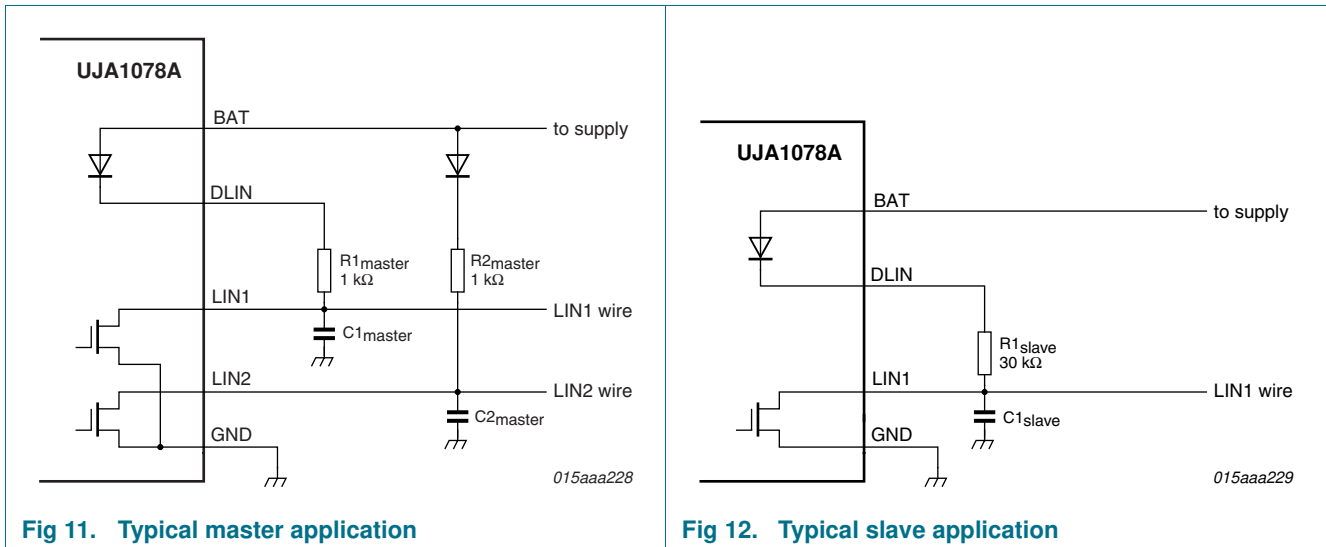 UJA1078A
BAT
to supply
DLIN
R1master
1 kΩ
R2master
1 kΩ
LIN1
LIN1 wire
C1master
LIN2
LIN2 wire
C2master
GND
015aaa228
Fig 11. Typical master application
UJA1078A
BAT
to supply
DLIN
R1slave
30 kΩ
LIN1
LIN1 wire
C1slave
GND
015aaa229
Fig 12. Typical slave application